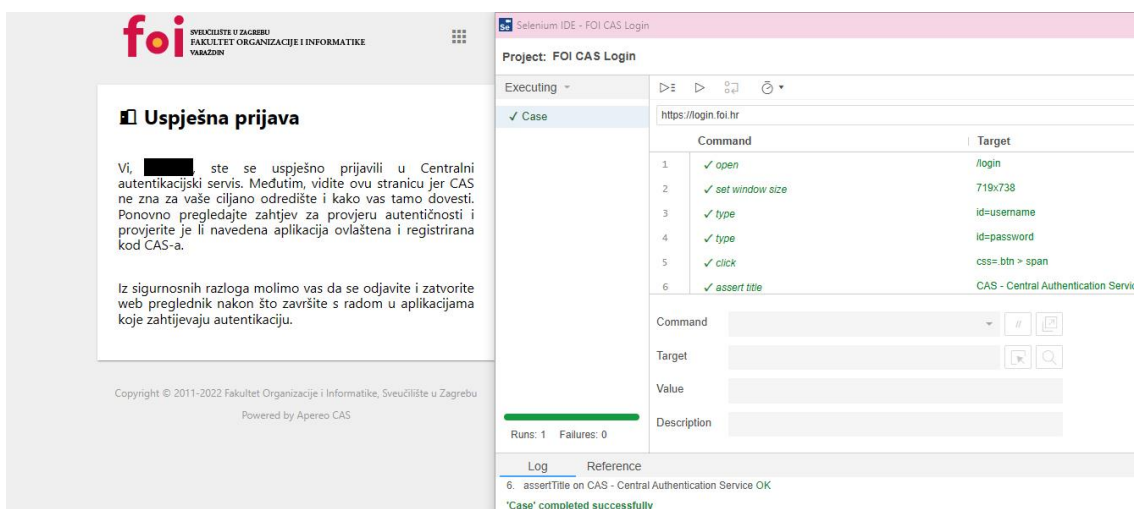 foi
SVEUČILIŠTE U ZAGREBU
FAKULTET ORGANIZACIJE I INFORMATIKE
VARAŽDIN
Uspješna prijava
Vi, , ste se uspješno prijavili u Centralni
autentikacijski servis. Međutim, vidite ovu stranicu jer CAS
ne zna za vaše ciljano odredište i kako vas tamo dovesti.
Ponovno pregledajte zahtjev za provjeru autentičnosti i
provjerite je li navedena aplikacija ovlaštena i registrirana
kod CAS-a.
Iz sigurnosnih razloga molimo vas da se odjavite i zatvorite
web preglednik nakon što završite s radom u aplikacijama
koje zahtijevaju autentikaciju.
Copyright © 2011-2022 Fakultet Organizacije i Informatike, Sveučilište u Zagrebu
Powered by Apereo CAS
Se Selenium IDE - FOI CAS Login
Project: FOI CAS Login
Executing
✓ Case
https://login.foi.hr
Command Target
1 ✓ open /login
2 ✓ set window size 719x738
3 ✓ type id=username
4 ✓ type id=password
5 ✓ click css=.btn > span
6 ✓ assert title CAS - Central Authentication Servic
Command
//
Target
Value
Description
Runs: 1 Failures: 0
Log Reference
6. assertTitle on CAS - Central Authentication Service OK
'Case' completed successfully